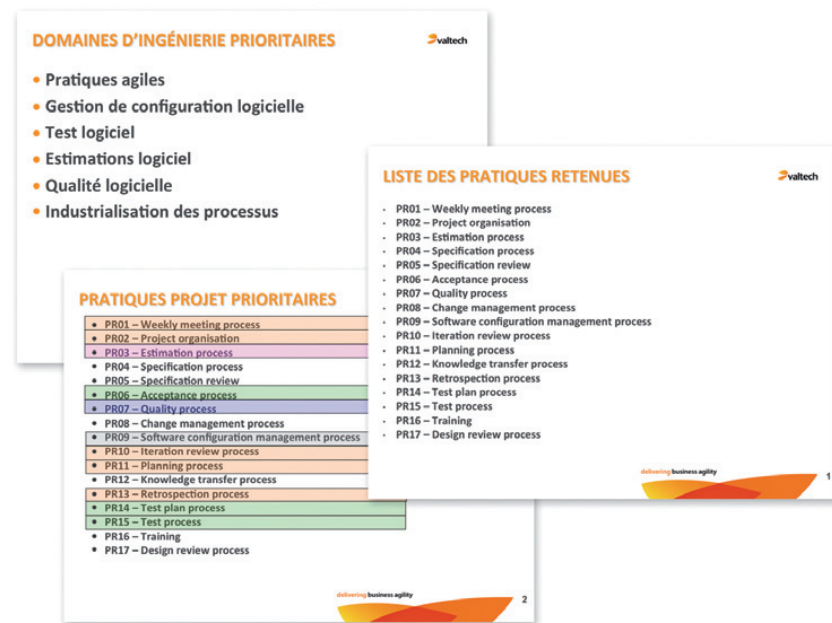 DOMAINES D'INGÉNIERIE PRIORITAIRES
valtech
• Pratiques agiles
• Gestion de configuration logicielle
• Test logiciel
• Estimations logiciel
• Qualité logicielle
• Industrialisation des processus
LISTE DES PRATIQUES RETENUES
valtech
- PR01 – Weekly meeting process
- PR02 – Project organisation
- PR03 – Estimation process
- PR04 – Specification process
- PR05 – Specification review
- PR06 – Acceptance process
- PR07 – Quality process
- PR08 – Change management process
- PR09 – Software configuration management process
- PR10 – Iteration review process
- PR11 – Planning process
- PR12 – Knowledge transfer process
- PR13 – Retrospection process
- PR14 – Test plan process
- PR15 – Test process
- PR16 – Training
- PR17 – Design review process
delivering business agility
1
PRATIQUES PROJET PRIORITAIRES
• PR01 – Weekly meeting process
• PR02 – Project organisation
• PR03 – Estimation process
• PR04 – Specification process
• PR05 – Specification review
• PR06 – Acceptance process
• PR07 – Quality process
• PR08 – Change management process
• PR09 – Software configuration management process
• PR10 – Iteration review process
• PR11 – Planning process
• PR12 – Knowledge transfer process
• PR13 – Retrospection process
• PR14 – Test plan process
• PR15 – Test process
• PR16 – Training
• PR17 – Design review process
delivering business agility
2